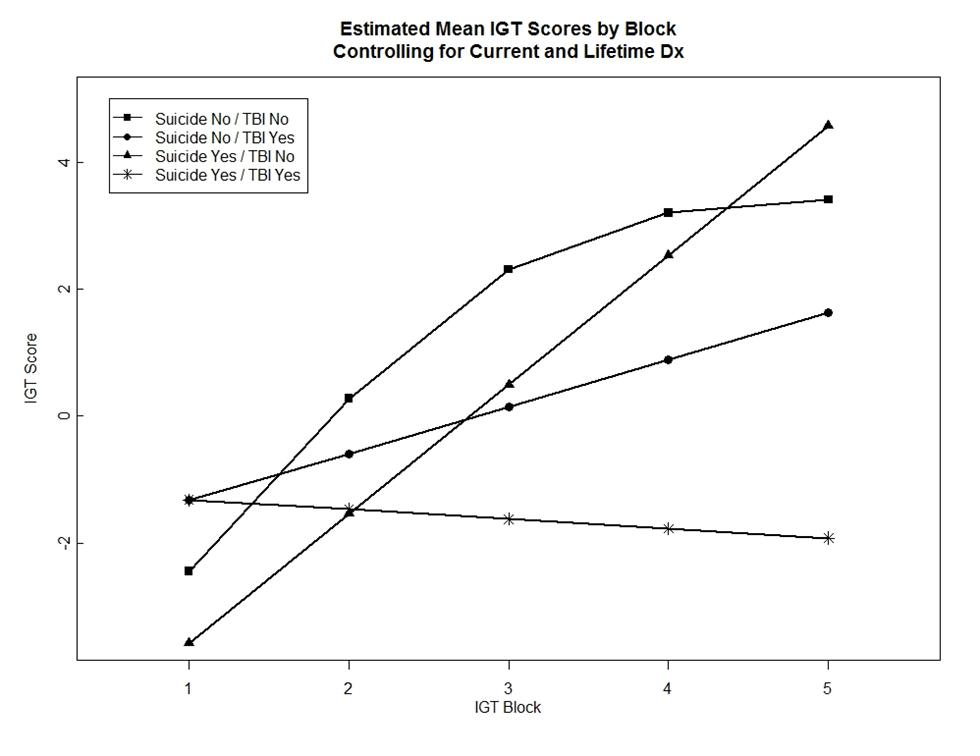 Estimated Mean IGT Scores by Block
Controlling for Current and Lifetime Dx
Suicide No / TBI No
Suicide No / TBI Yes
Suicide Yes / TBI No
Suicide Yes / TBI Yes
4
2
0
-2
IGT Score
1 2 3 4 5
IGT Block